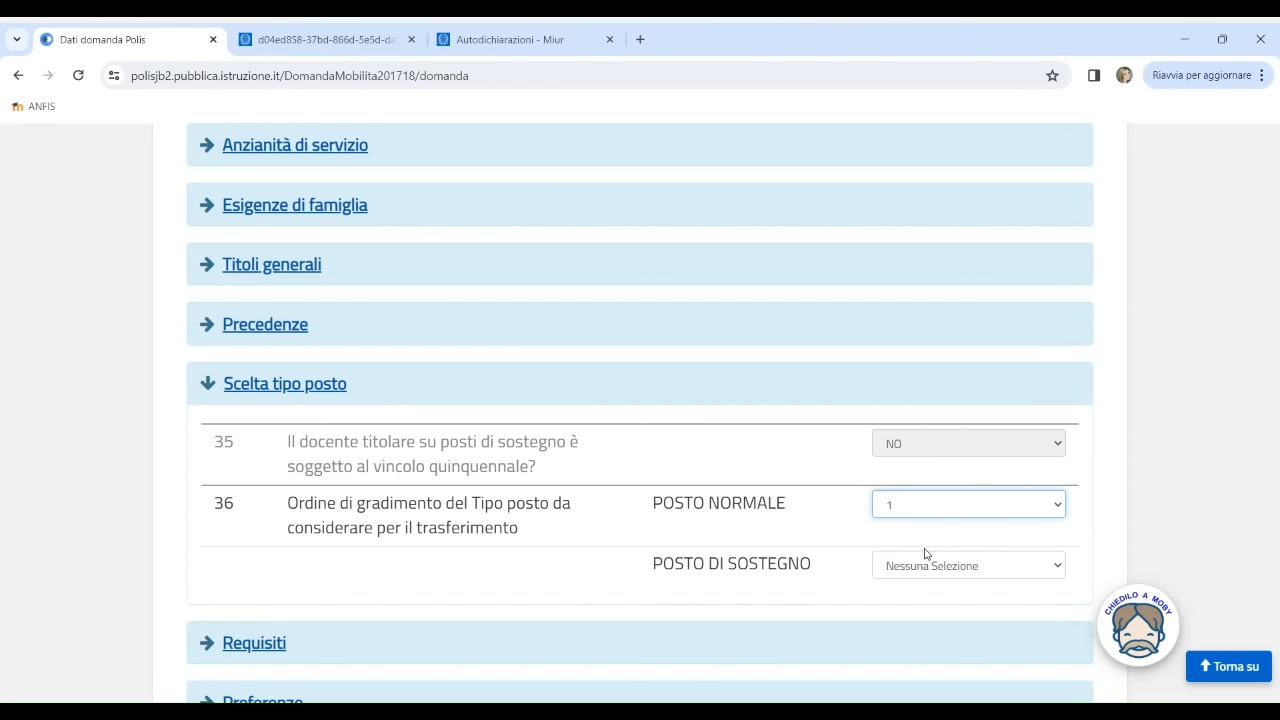 Dati domanda Polis
d04ed858-37bd-866d-5e5d-da
Autodichiarazioni - Miur
polisjb2.pubblica.istruzione.it/DomandaMobilita201718/domanda
Riavvia per aggiornare
ANFIS
Anzianità di servizio
Esigenze di famiglia
Titoli generali
Precedenze
Scelta tipo posto
35 Il docente titolare su posti di sostegno è NO
soggetto al vincolo quinquennale?
36 Ordine di gradimento del Tipo posto da POSTO NORMALE 1
considerare per il trasferimento
POSTO DI SOSTEGNO Nessuna Selezione
CHIEDILO A MOBY
Requisiti
Torna su
Preferenze